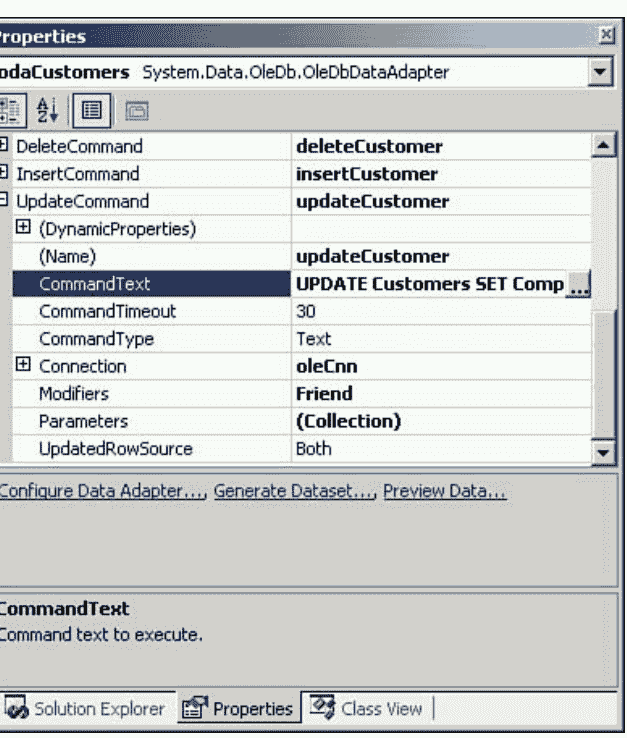 Properties
odaCustomers System.Data.OleDb.OleDbDataAdapter
DeleteCommand deleteCustomer
InsertCommand insertCustomer
UpdateCommand updateCustomer
(DynamicProperties)
(Name) updateCustomer
CommandText UPDATE Customers SET Comp ...
CommandTimeout 30
CommandType Text
Connection oleCnn
Modifiers Friend
Parameters (Collection)
UpdatedRowSource Both
Configure Data Adapter..., Generate Dataset..., Preview Data...
CommandText
Command text to execute.
Solution Explorer Properties Class View